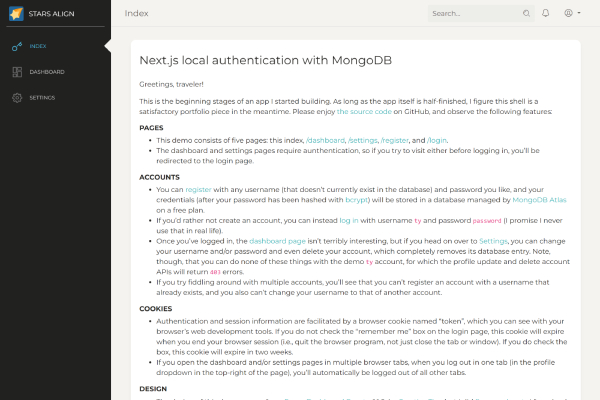 STARS ALIGN
Index
Search...
INDEX
DASHBOARD
SETTINGS
Next.js local authentication with MongoDB
Greetings, traveler!
This is the beginning stages of an app I started building. As long as the app itself is half-finished, I figure this shell is a
satisfactory portfolio piece in the meantime. Please enjoy the source code on GitHub, and observe the following features:
PAGES
• This demo consists of five pages: this index, /dashboard, /settings, /register, and /login.
• The dashboard and settings pages require aunthentication, so if you try to visit either before logging in, you'll be
redirected to the login page.
ACCOUNTS
• You can register with any username (that doesn't currently exist in the database) and password you like, and your
credentials (after your password has been hashed with bcrypt) will be stored in a database managed by MongoDB Atlas
on a free plan.
• If you'd rather not create an account, you can instead log in with username ty and password password (I promise I never
use that in real life).
• Once you've logged in, the dashboard page isn't terribly interesting, but if you head on over to Settings, you can change
your username and/or password and even delete your account, which completely removes its database entry. Note,
though, that you can do none of these things with the demo ty account, for which the profile update and delete account
APIs will return 403 errors.
• If you try fiddling around with multiple accounts, you'll see that you can't register an account with a username that
already exists, and you also can't change your username to that of another account.
COOKIES
• Authentication and session information are facilitated by a browser cookie named “token”, which you can see with your
browser's web development tools. If you do not check the “remember me” box on the login page, this cookie will expire
when you end your browser session (i.e., quit the browser program, not just close the tab or window). If you do check the
box, this cookie will expire in two weeks.
• If you open the dashboard and/or settings pages in multiple browser tabs, when you log out in one tab (in the profile
dropdown in the top-right of the page), you'll automatically be logged out of all other tabs.
DESIGN